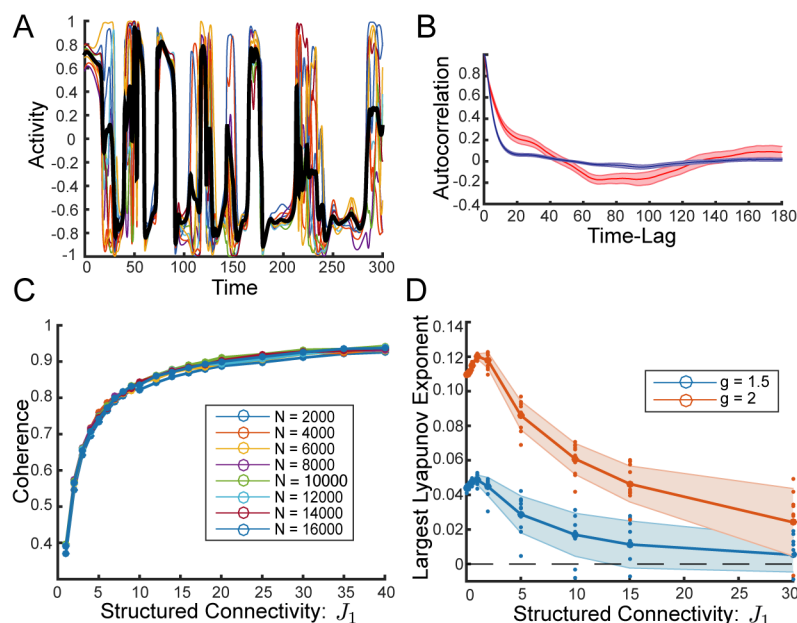 A
Activity
1
0.8
0.6
0.4
0.2
0
-0.2
-0.4
-0.6
-0.8
-1
0
50
100
150
200
250
300
Time
B
Autocorrelation
0.8
0.6
0.4
0.2
0
-0.2
-0.4
0 20 40 60 80 100 120 140 160 180
Time-Lag
C
Coherence
1
0.9
0.8
0.7
0.6
0.5
0.4
N = 2000
N = 4000
N = 6000
N = 8000
N = 10000
N = 12000
N = 14000
N = 16000
0 5 10 15 20 25 30 35 40
Structured Connectivity: J₁
D
Largest Lyapunov Exponent
0.14
0.12
0.10
0.08
0.06
0.04
0.02
0
g = 1.5
g = 2
0 5 10 15 20 25 30
Structured Connectivity: J₁